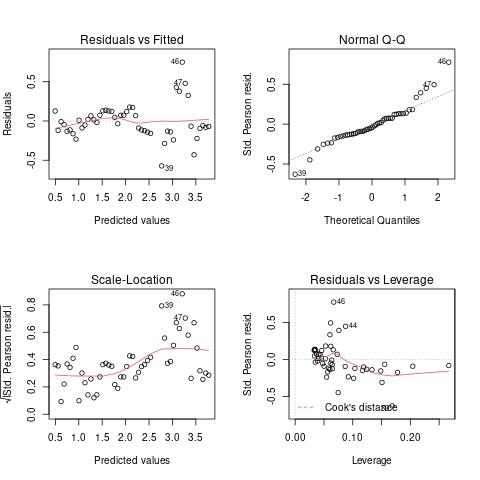 Residuals vs Fitted
Residuals
-0.5 0.0 0.5
46
47
39
0.5 1.0 1.5 2.0 2.5 3.0 3.5
Predicted values
Normal Q-Q
Std. Pearson resid.
-0.5 0.0 0.5
46
47
39
-2 -1 0 1 2
Theoretical Quantiles
Scale-Location
√|Std. Pearson resid.|
0.0 0.2 0.4 0.6 0.8
46
39
47
0.5 1.0 1.5 2.0 2.5 3.0 3.5
Predicted values
Residuals vs Leverage
Std. Pearson resid.
-0.5 0.0 0.5
46
44
Cook's distance
0.00 0.10 0.20
Leverage